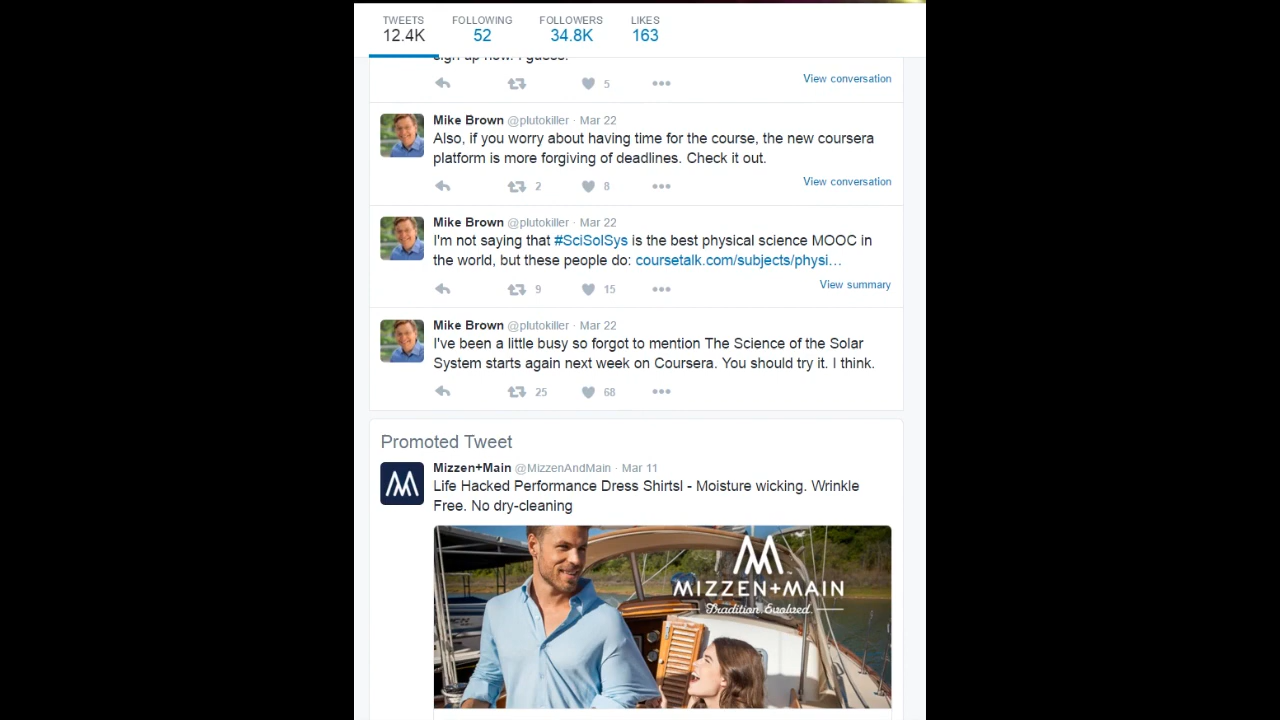 TWEETS FOLLOWING FOLLOWERS LIKES
12.4K 52 34.8K 163
sign up now. I guess.
5 View conversation
Mike Brown @plutokiller · Mar 22
Also, if you worry about having time for the course, the new coursera
platform is more forgiving of deadlines. Check it out.
2 8 View conversation
Mike Brown @plutokiller · Mar 22
I'm not saying that #SciSolSys is the best physical science MOOC in
the world, but these people do: coursetalk.com/subjects/physi…
9 15 View summary
Mike Brown @plutokiller · Mar 22
I've been a little busy so forgot to mention The Science of the Solar
System starts again next week on Coursera. You should try it. I think.
25 68
Promoted Tweet
Mizzen+Main @MizzenAndMain · Mar 11
Life Hacked Performance Dress Shirtsl - Moisture wicking. Wrinkle
Free. No dry-cleaning
MIZZEN+MAIN
Tradition Evolved.